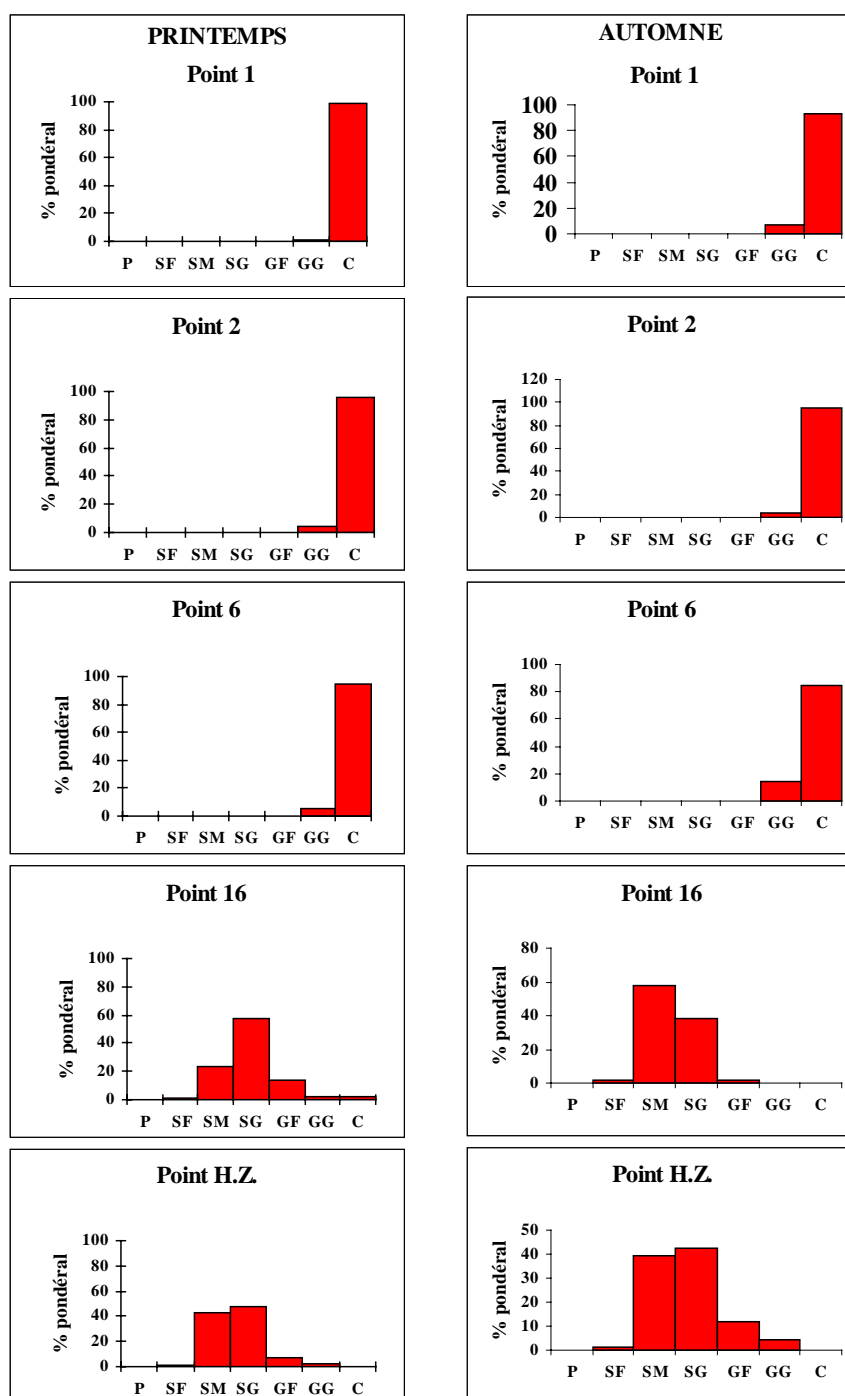 PRINTEMPS
Point 1
% pondéral
100
80
60
40
20
0
P SF SM SG GF GG C
Point 2
% pondéral
100
80
60
40
20
0
P SF SM SG GF GG C
Point 6
% pondéral
100
80
60
40
20
0
P SF SM SG GF GG C
Point 16
% pondéral
100
80
60
40
20
0
P SF SM SG GF GG C
Point H.Z.
% pondéral
100
80
60
40
20
0
P SF SM SG GF GG C
AUTOMNE
Point 1
% pondéral
100
80
60
40
20
0
P SF SM SG GF GG C
Point 2
% pondéral
120
100
80
60
40
20
0
P SF SM SG GF GG C
Point 6
% pondéral
100
80
60
40
20
0
P SF SM SG GF GG C
Point 16
% pondéral
80
60
40
20
0
P SF SM SG GF GG C
Point H.Z.
% pondéral
50
40
30
20
10
0
P SF SM SG GF GG C